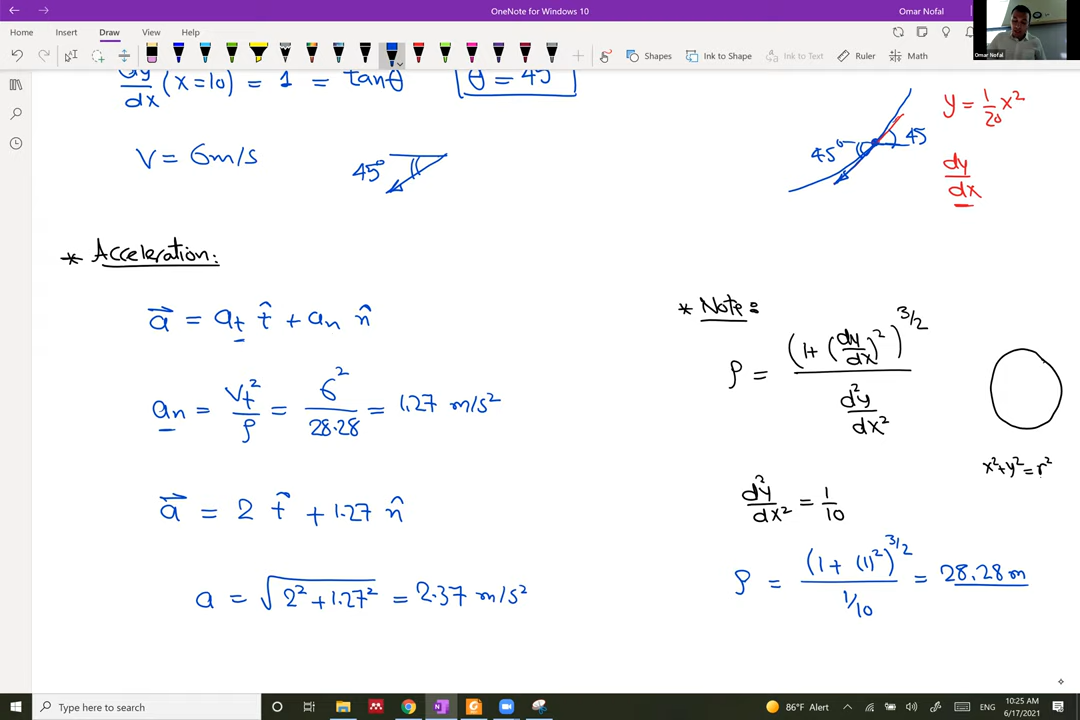 OneNote for Windows 10
Omar Nofal
Home Insert Draw View Help
Shapes Ink to Text Ruler Math
Omar Nofal
dy/dx (x=10) = 1 = tanθ θ = 45
V = 6m/s
45°
45° 45
y = 1/20 x²
dy/dx
* Acceleration:
a⃗ = at t̂ + an n̂
an = Vt²/ρ = 6²/28.28 = 1.27 m/s²
a⃗ = 2 t̂ + 1.27 n̂
a = √(2² + 1.27²) = 2.37 m/s²
* Note:
ρ = (1+(dy/dx)²)^3/2 / d²y/dx²
x²+y²=r²
d²y/dx² = 1/10
ρ = (1 + (1)²)^3/2 / 1/10 = 28.28 m
Type here to search
86°F Alert
ENG
10:25 AM
6/17/2021